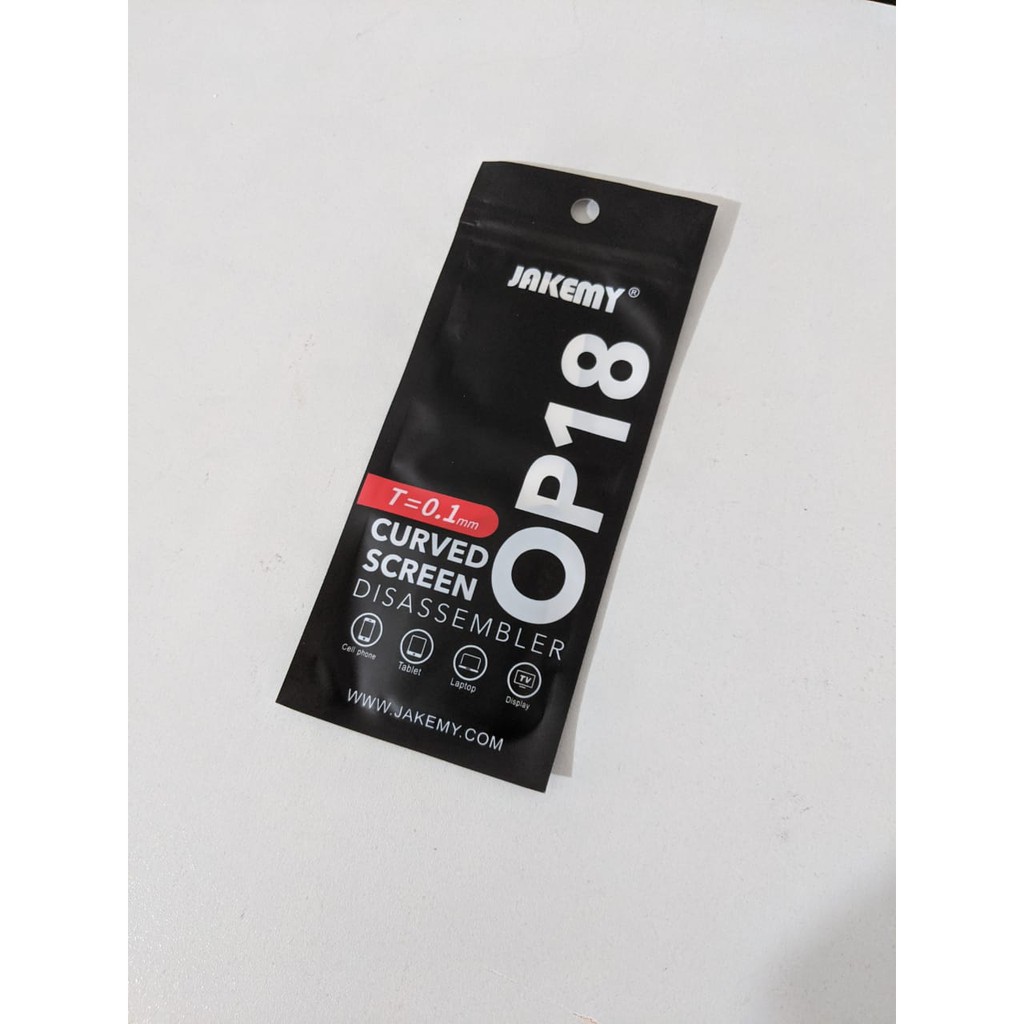 JAKEMY®
OP18
T=0.1mm
CURVED
SCREEN
DISASSEMBLER
Cell phone
Tablet
Laptop
TV
Display
WWW.JAKEMY.COM